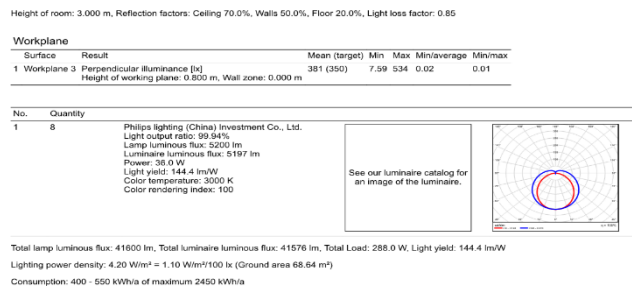 Height of room: 3.000 m, Reflection factors: Ceiling 70.0%, Walls 50.0%, Floor 20.0%, Light loss factor: 0.85
Workplane
Surface Result Mean (target) Min Max Min/average Min/max
1 Workplane 3 Perpendicular illuminance [lx] 381 (350) 7.59 534 0.02 0.01
Height of working plane: 0.800 m, Wall zone: 0.000 m
No. Quantity
1 8 Philips lighting (China) Investment Co., Ltd.
Light output ratio: 99.94%
Lamp luminous flux: 5200 lm
Luminaire luminous flux: 5197 lm
Power: 36.0 W
Light yield: 144.4 lm/W
Color temperature: 3000 K
Color rendering index: 100
See our luminaire catalog for
an image of the luminaire.
Total lamp luminous flux: 41600 lm, Total luminaire luminous flux: 41576 lm, Total Load: 288.0 W, Light yield: 144.4 lm/W
Lighting power density: 4.20 W/m² = 1.10 W/m²/100 lx (Ground area 68.64 m²)
Consumption: 400 - 550 kWh/a of maximum 2450 kWh/a